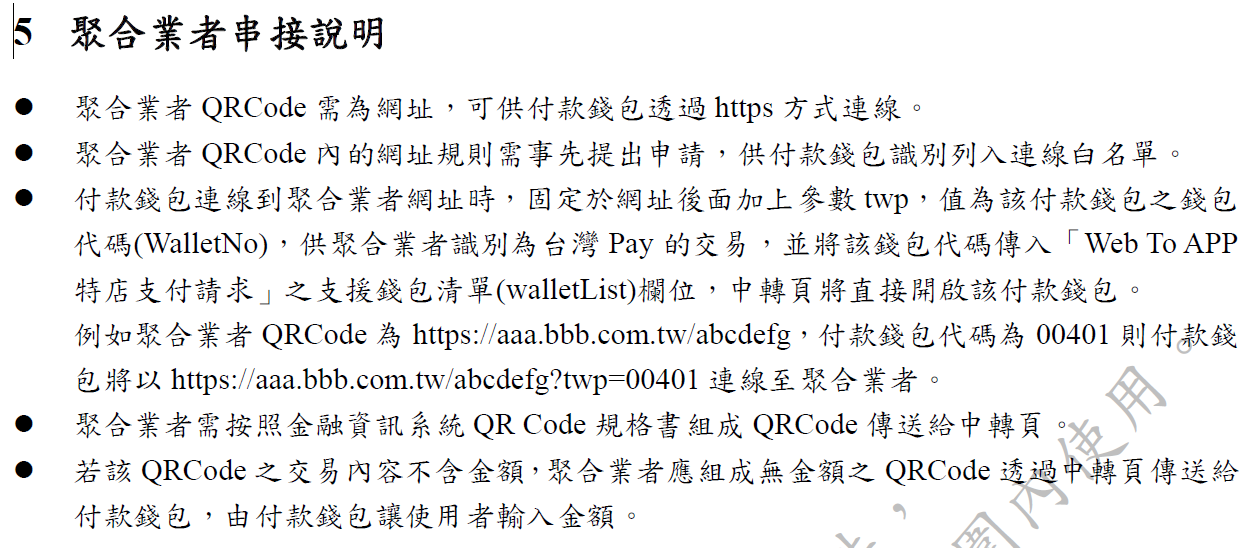 5 聚合業者串接說明
● 聚合業者 QRCode 需為網址，可供付款錢包透過 https 方式連線。
● 聚合業者 QRCode 內的網址規則需事先提出申請，供付款錢包識別列入連線白名單。
● 付款錢包連線到聚合業者網址時，固定於網址後面加上參數 twp，值為該付款錢包之錢包
代碼(WalletNo)，供聚合業者識別為台灣 Pay 的交易，並將該錢包代碼傳入「Web To APP
特店支付請求」之支援錢包清單(walletList)欄位，中轉頁將直接開啟該付款錢包。
例如聚合業者 QRCode 為 https://aaa.bbb.com.tw/abcdefg，付款錢包代碼為 00401 則付款錢
包將以 https://aaa.bbb.com.tw/abcdefg?twp=00401 連線至聚合業者。
● 聚合業者需按照金融資訊系統 QR Code 規格書組成 QRCode 傳送給中轉頁。
● 若該 QRCode 之交易內容不含金額，聚合業者應組成無金額之 QRCode 透過中轉頁傳送給
付款錢包，由付款錢包讓使用者輸入金額。
圍內使用。